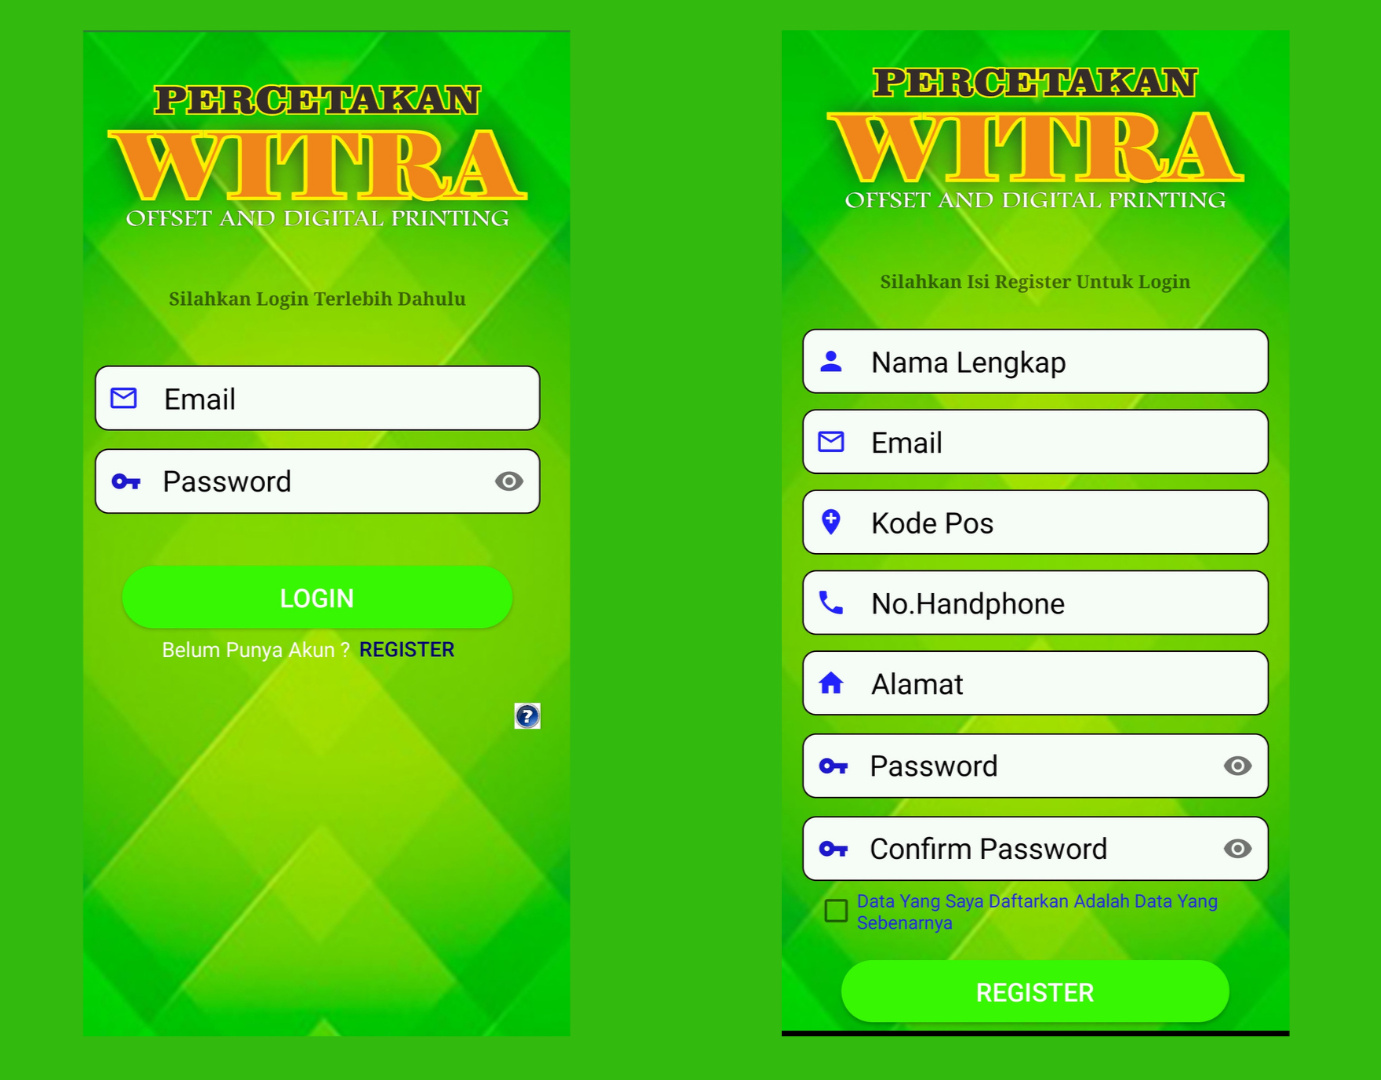 PERCETAKAN
WITRA
OFFSET AND DIGITAL PRINTING
Silahkan Login Terlebih Dahulu
Email
Password
LOGIN
Belum Punya Akun ? REGISTER
?
PERCETAKAN
WITRA
OFFSET AND DIGITAL PRINTING
Silahkan Isi Register Untuk Login
Nama Lengkap
Email
Kode Pos
No.Handphone
Alamat
Password
Confirm Password
Data Yang Saya Daftarkan Adalah Data Yang
Sebenarnya
REGISTER